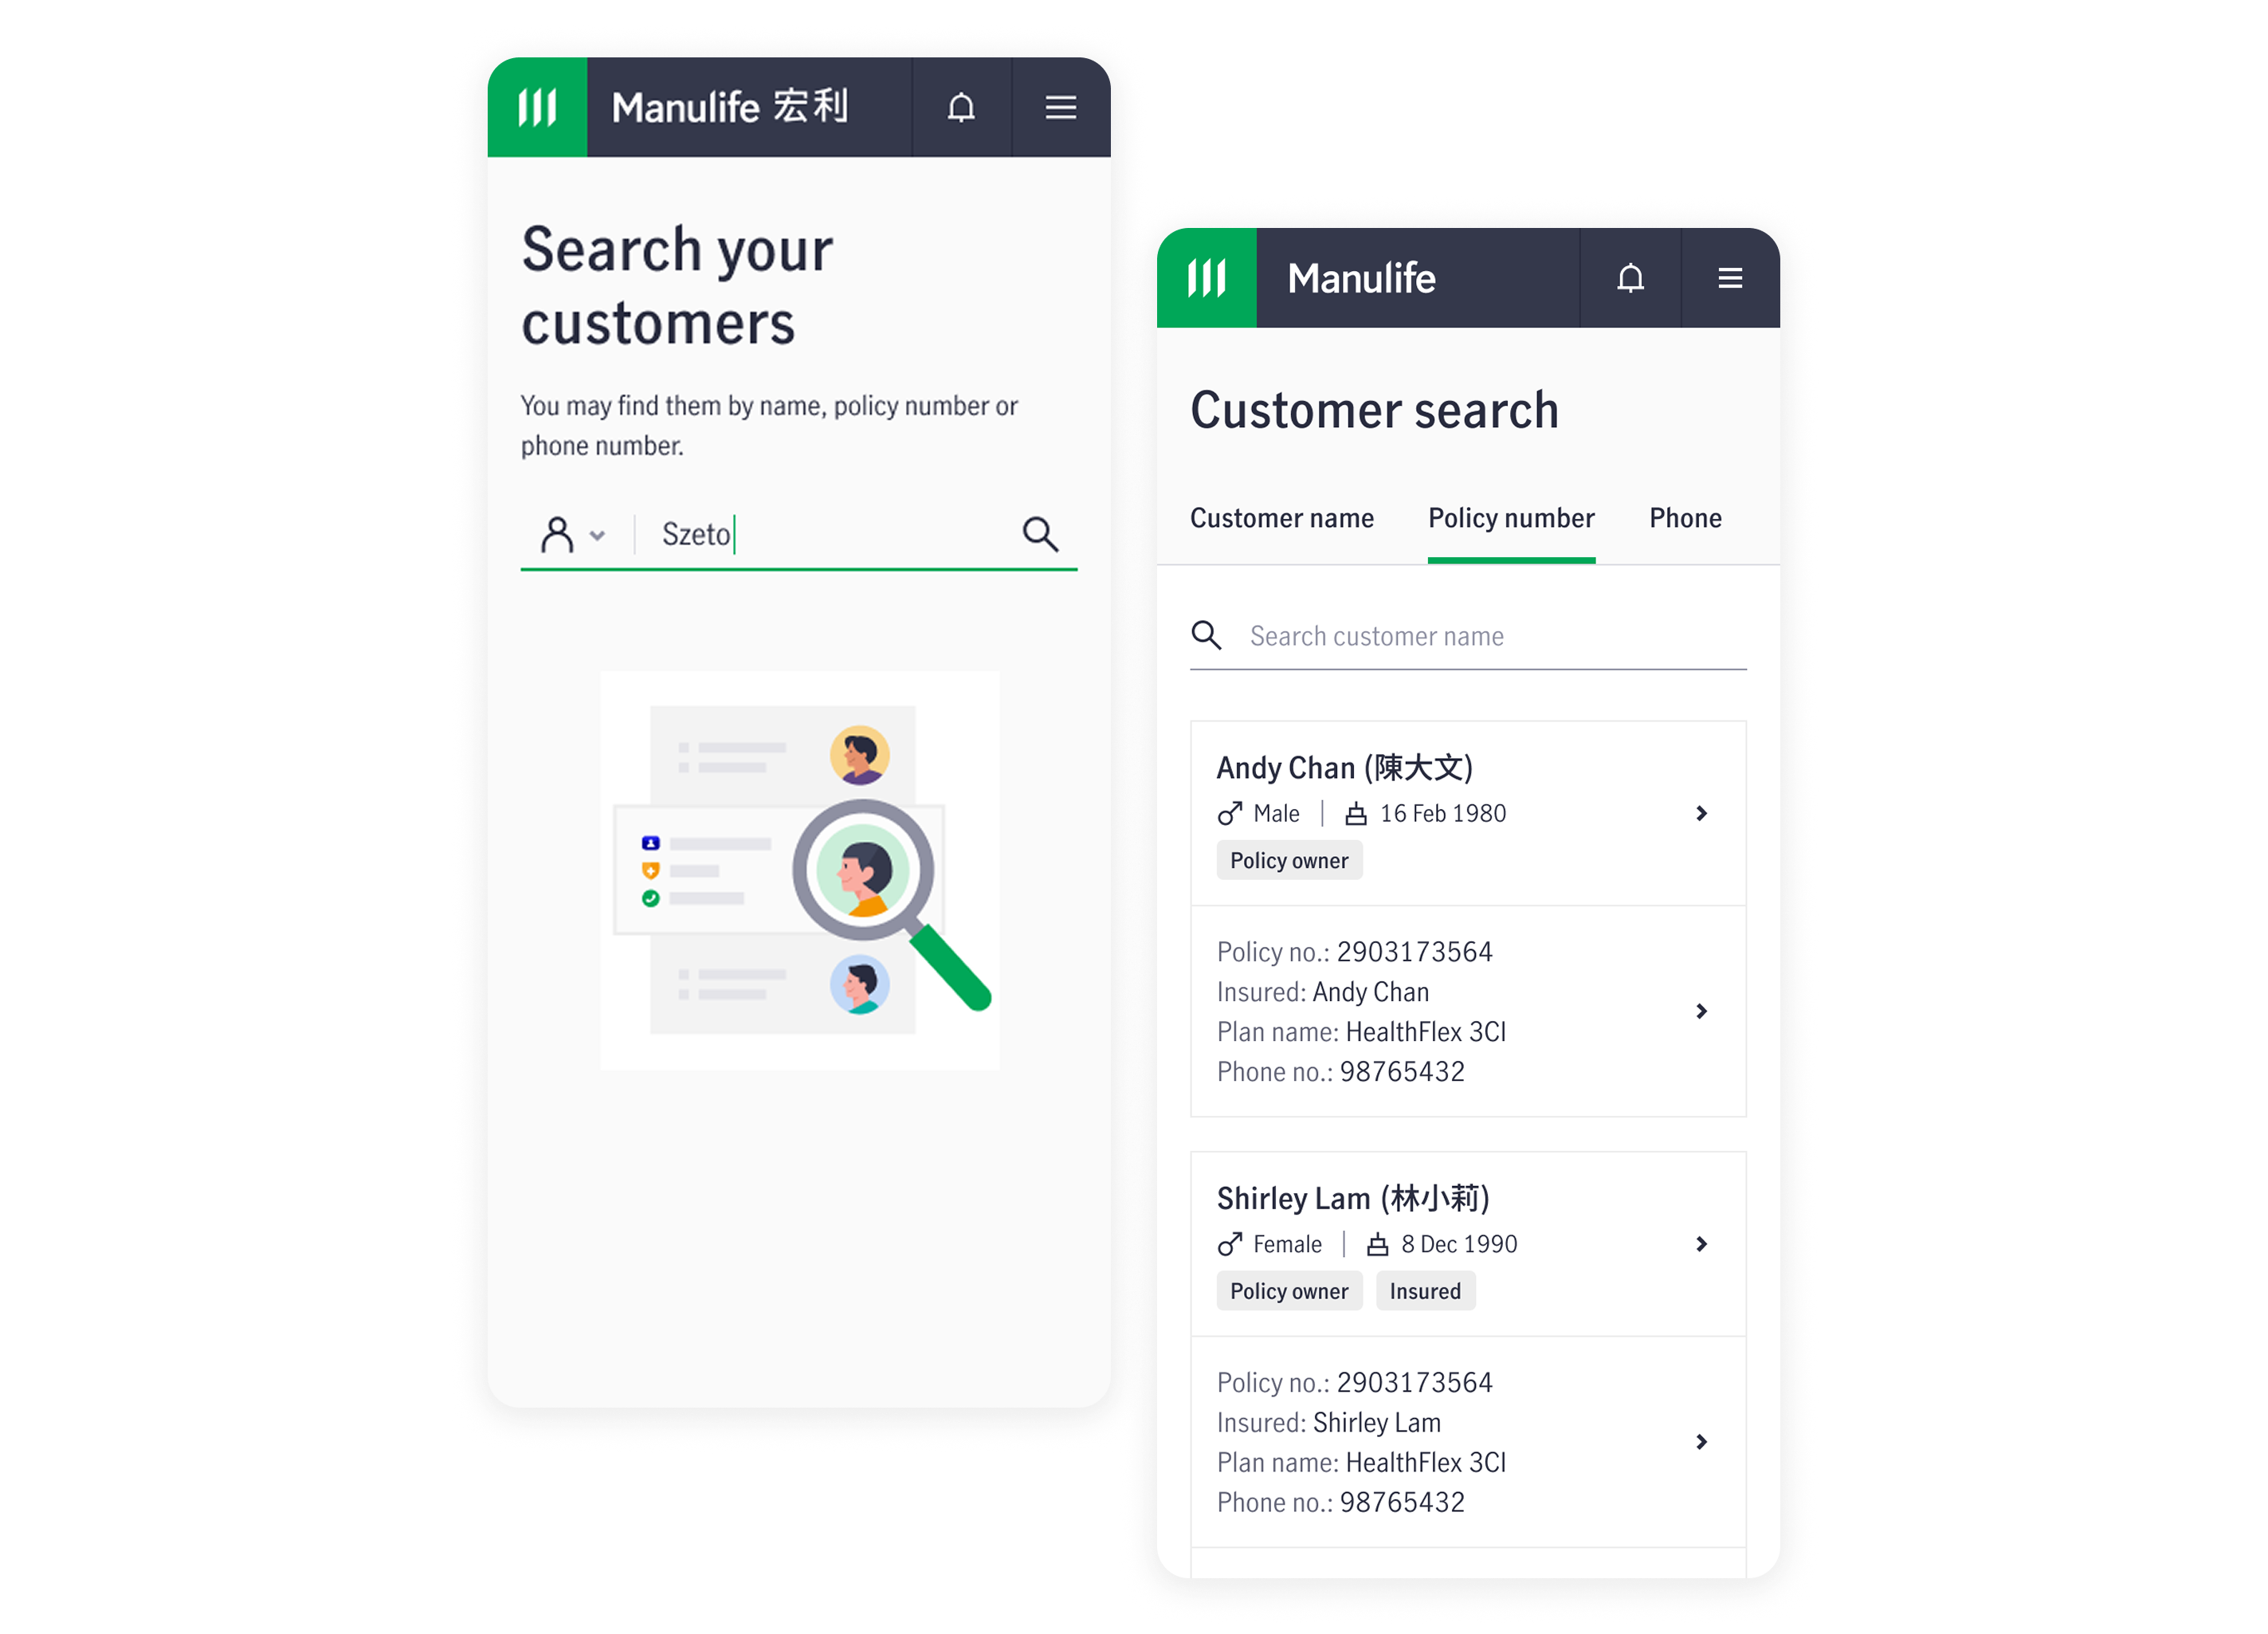 Manulife 宏利
Search your
customers
You may find them by name, policy number or
phone number.
Szeto
Manulife
Customer search
Customer name Policy number Phone
Search customer name
Andy Chan (陳大文)
Male 16 Feb 1980
Policy owner
Policy no.: 2903173564
Insured: Andy Chan
Plan name: HealthFlex 3CI
Phone no.: 98765432
Shirley Lam (林小莉)
Female 8 Dec 1990
Policy owner Insured
Policy no.: 2903173564
Insured: Shirley Lam
Plan name: HealthFlex 3CI
Phone no.: 98765432